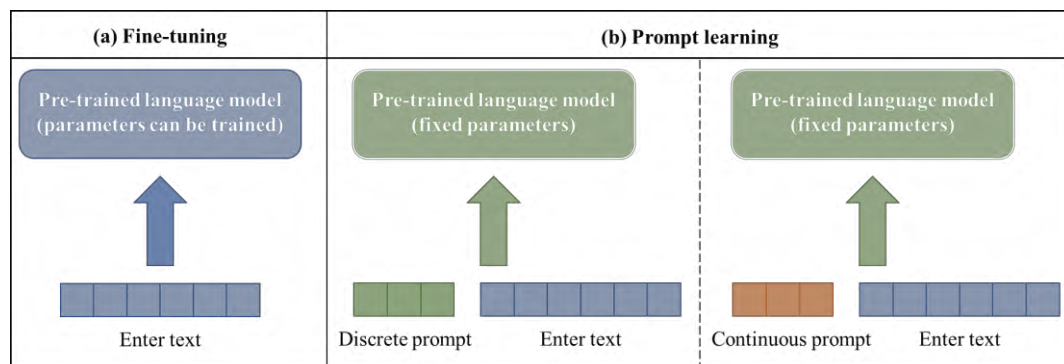 (a) Fine-tuning
(b) Prompt learning
Pre-trained language model
(parameters can be trained)
Pre-trained language model
(fixed parameters)
Pre-trained language model
(fixed parameters)
Enter text
Discrete prompt
Enter text
Continuous prompt
Enter text